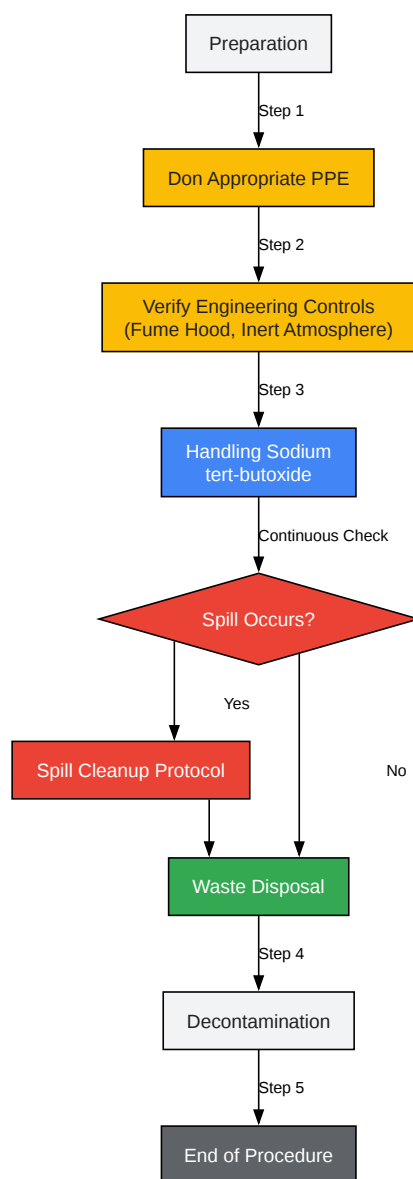 Preparation
Step 1
Don Appropriate PPE
Step 2
Verify Engineering Controls
(Fume Hood, Inert Atmosphere)
Step 3
Handling Sodium
tert-butoxide
Continuous Check
Spill Occurs?
Yes
Spill Cleanup Protocol
No
Waste Disposal
Step 4
Decontamination
Step 5
End of Procedure